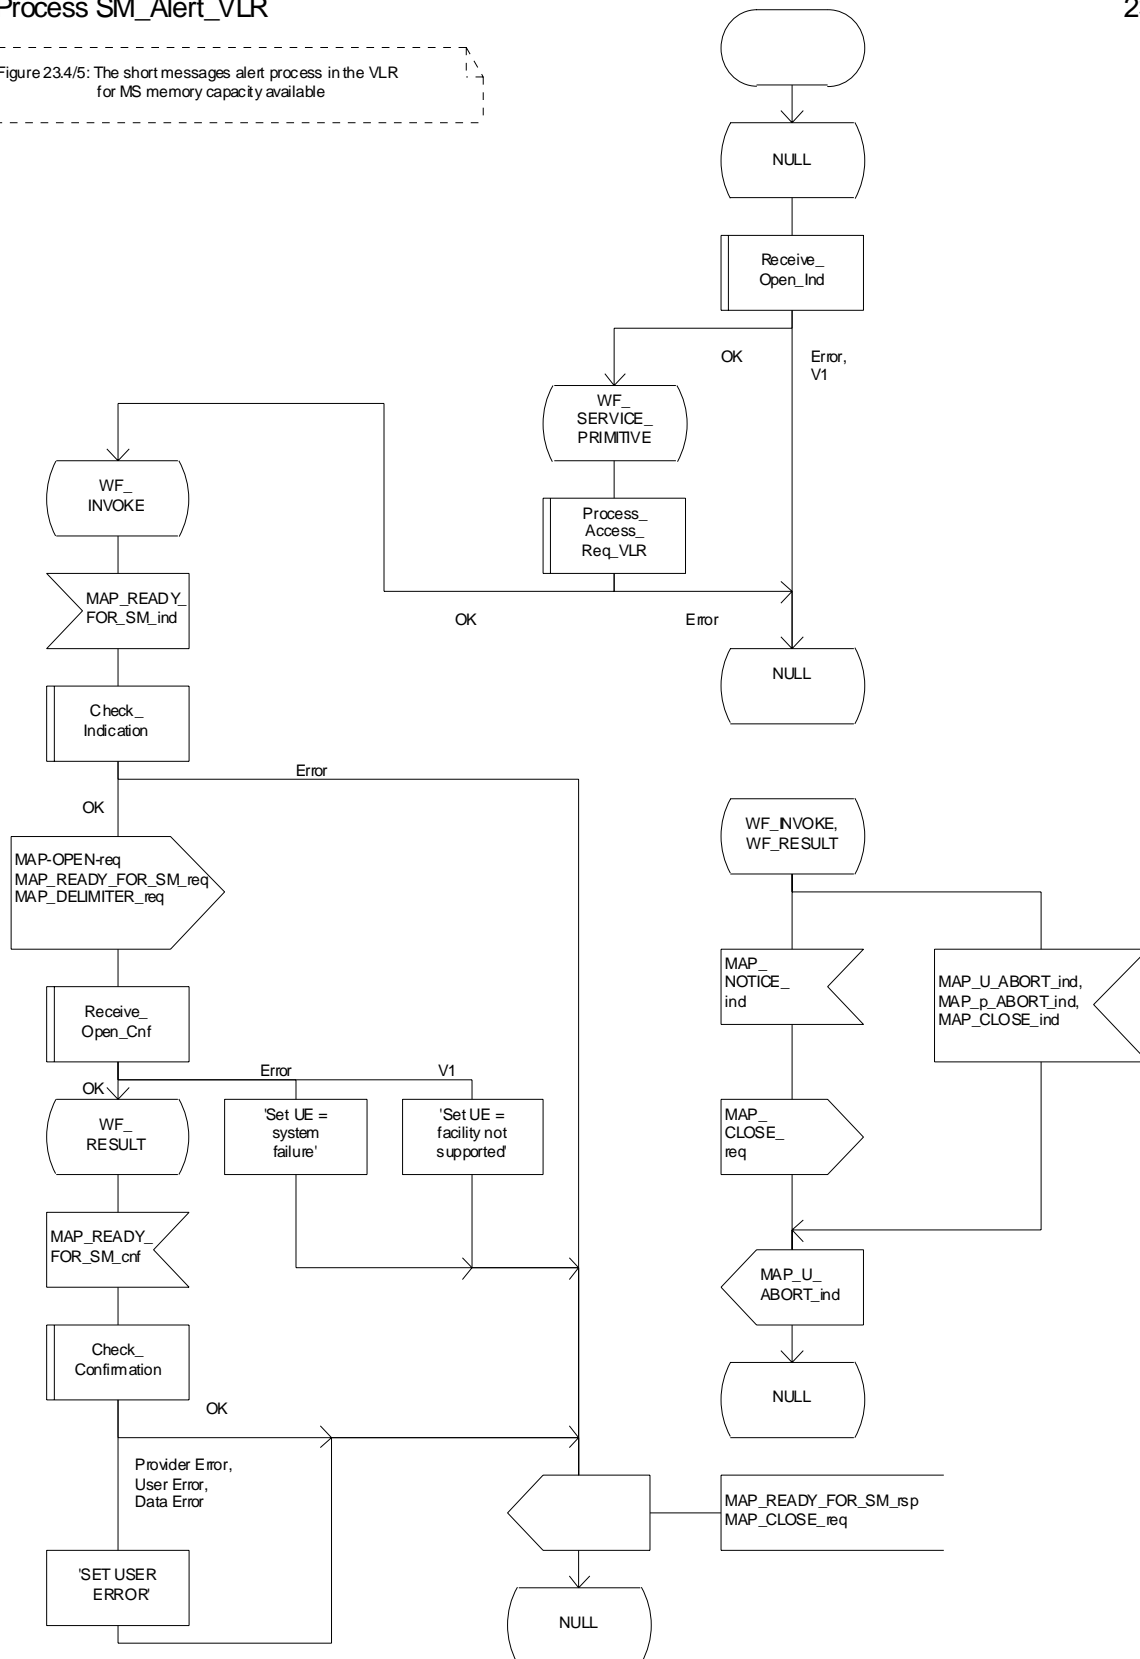 Process SM_Alert_VLR
Figure 23.4/5: The short messages alert process in the VLR
for MS memory capacity available
NULL
Receive_
Open_Ind
OK
Error,
V1
WF_
SERVICE_
PRIMITIVE
Process_
Access_
Req_VLR
OK
Error
NULL
WF_
INVOKE
MAP_READY_
FOR_SM_ind
Check_
Indication
Error
OK
MAP-OPEN-req
MAP_READY_FOR_SM_req
MAP_DELIMITER_req
Receive_
Open_Cnf
OK
Error
V1
WF_
RESULT
'Set UE =
system
failure'
'Set UE =
facility not
supported'
MAP_READY_
FOR_SM_cnf
Check_
Confirmation
OK
Provider Error,
User Error,
Data Error
'SET USER
ERROR'
WF_INVOKE,
WF_RESULT
MAP_
NOTICE_
ind
MAP_U_ABORT_ind,
MAP_p_ABORT_ind,
MAP_CLOSE_ind
MAP_
CLOSE_
req
MAP_U_
ABORT_ind
NULL
MAP_READY_FOR_SM_rsp
MAP_CLOSE_req
NULL